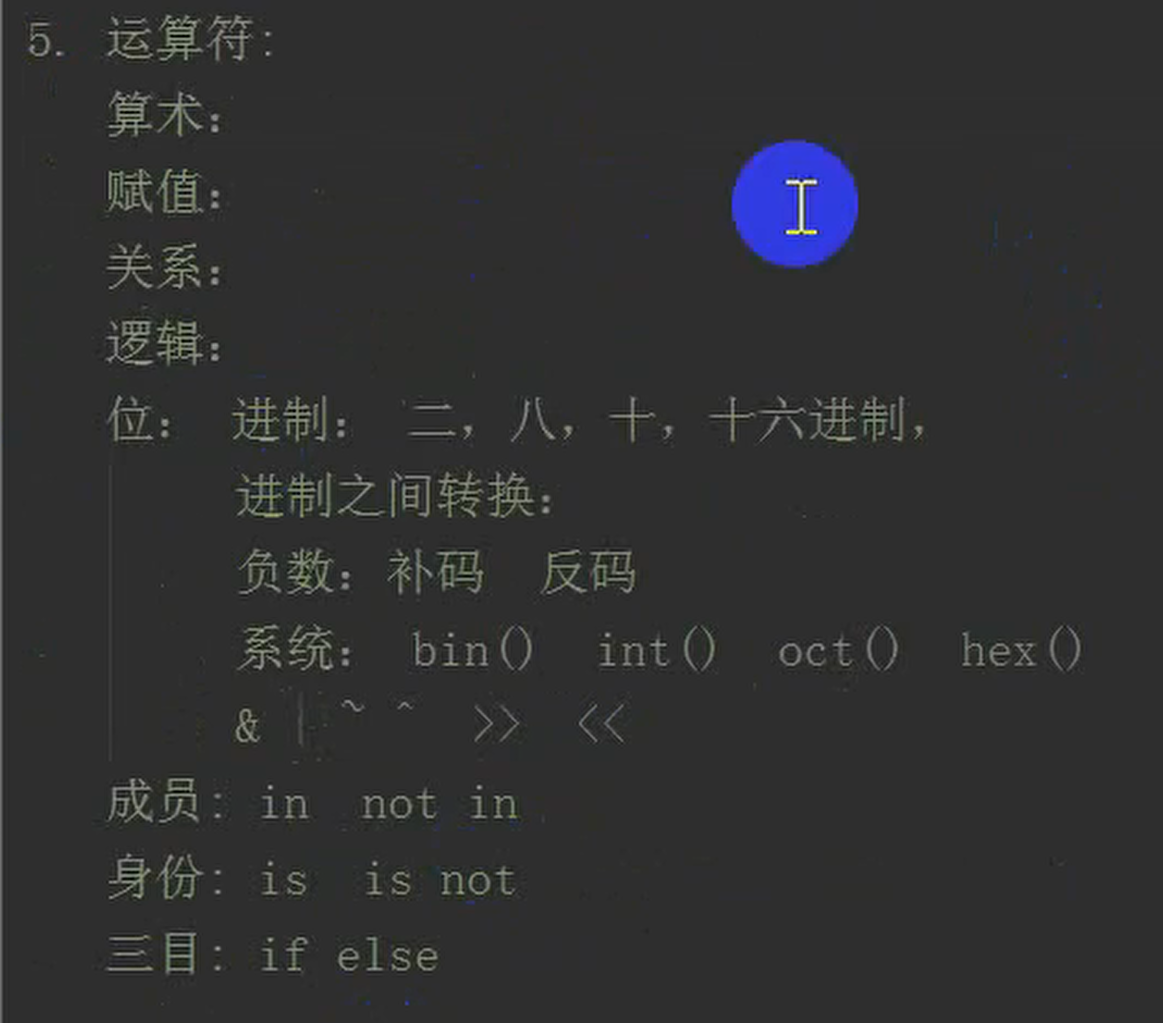 5. 运算符:
算术：
赋值：
关系：
逻辑：
位： 进制： 二，八，十，十六进制，
进制之间转换：
负数：补码 反码
系统： bin() int() oct() hex()
& | ~ ^ >> <<
成员: in not in
身份: is is not
三目: if else